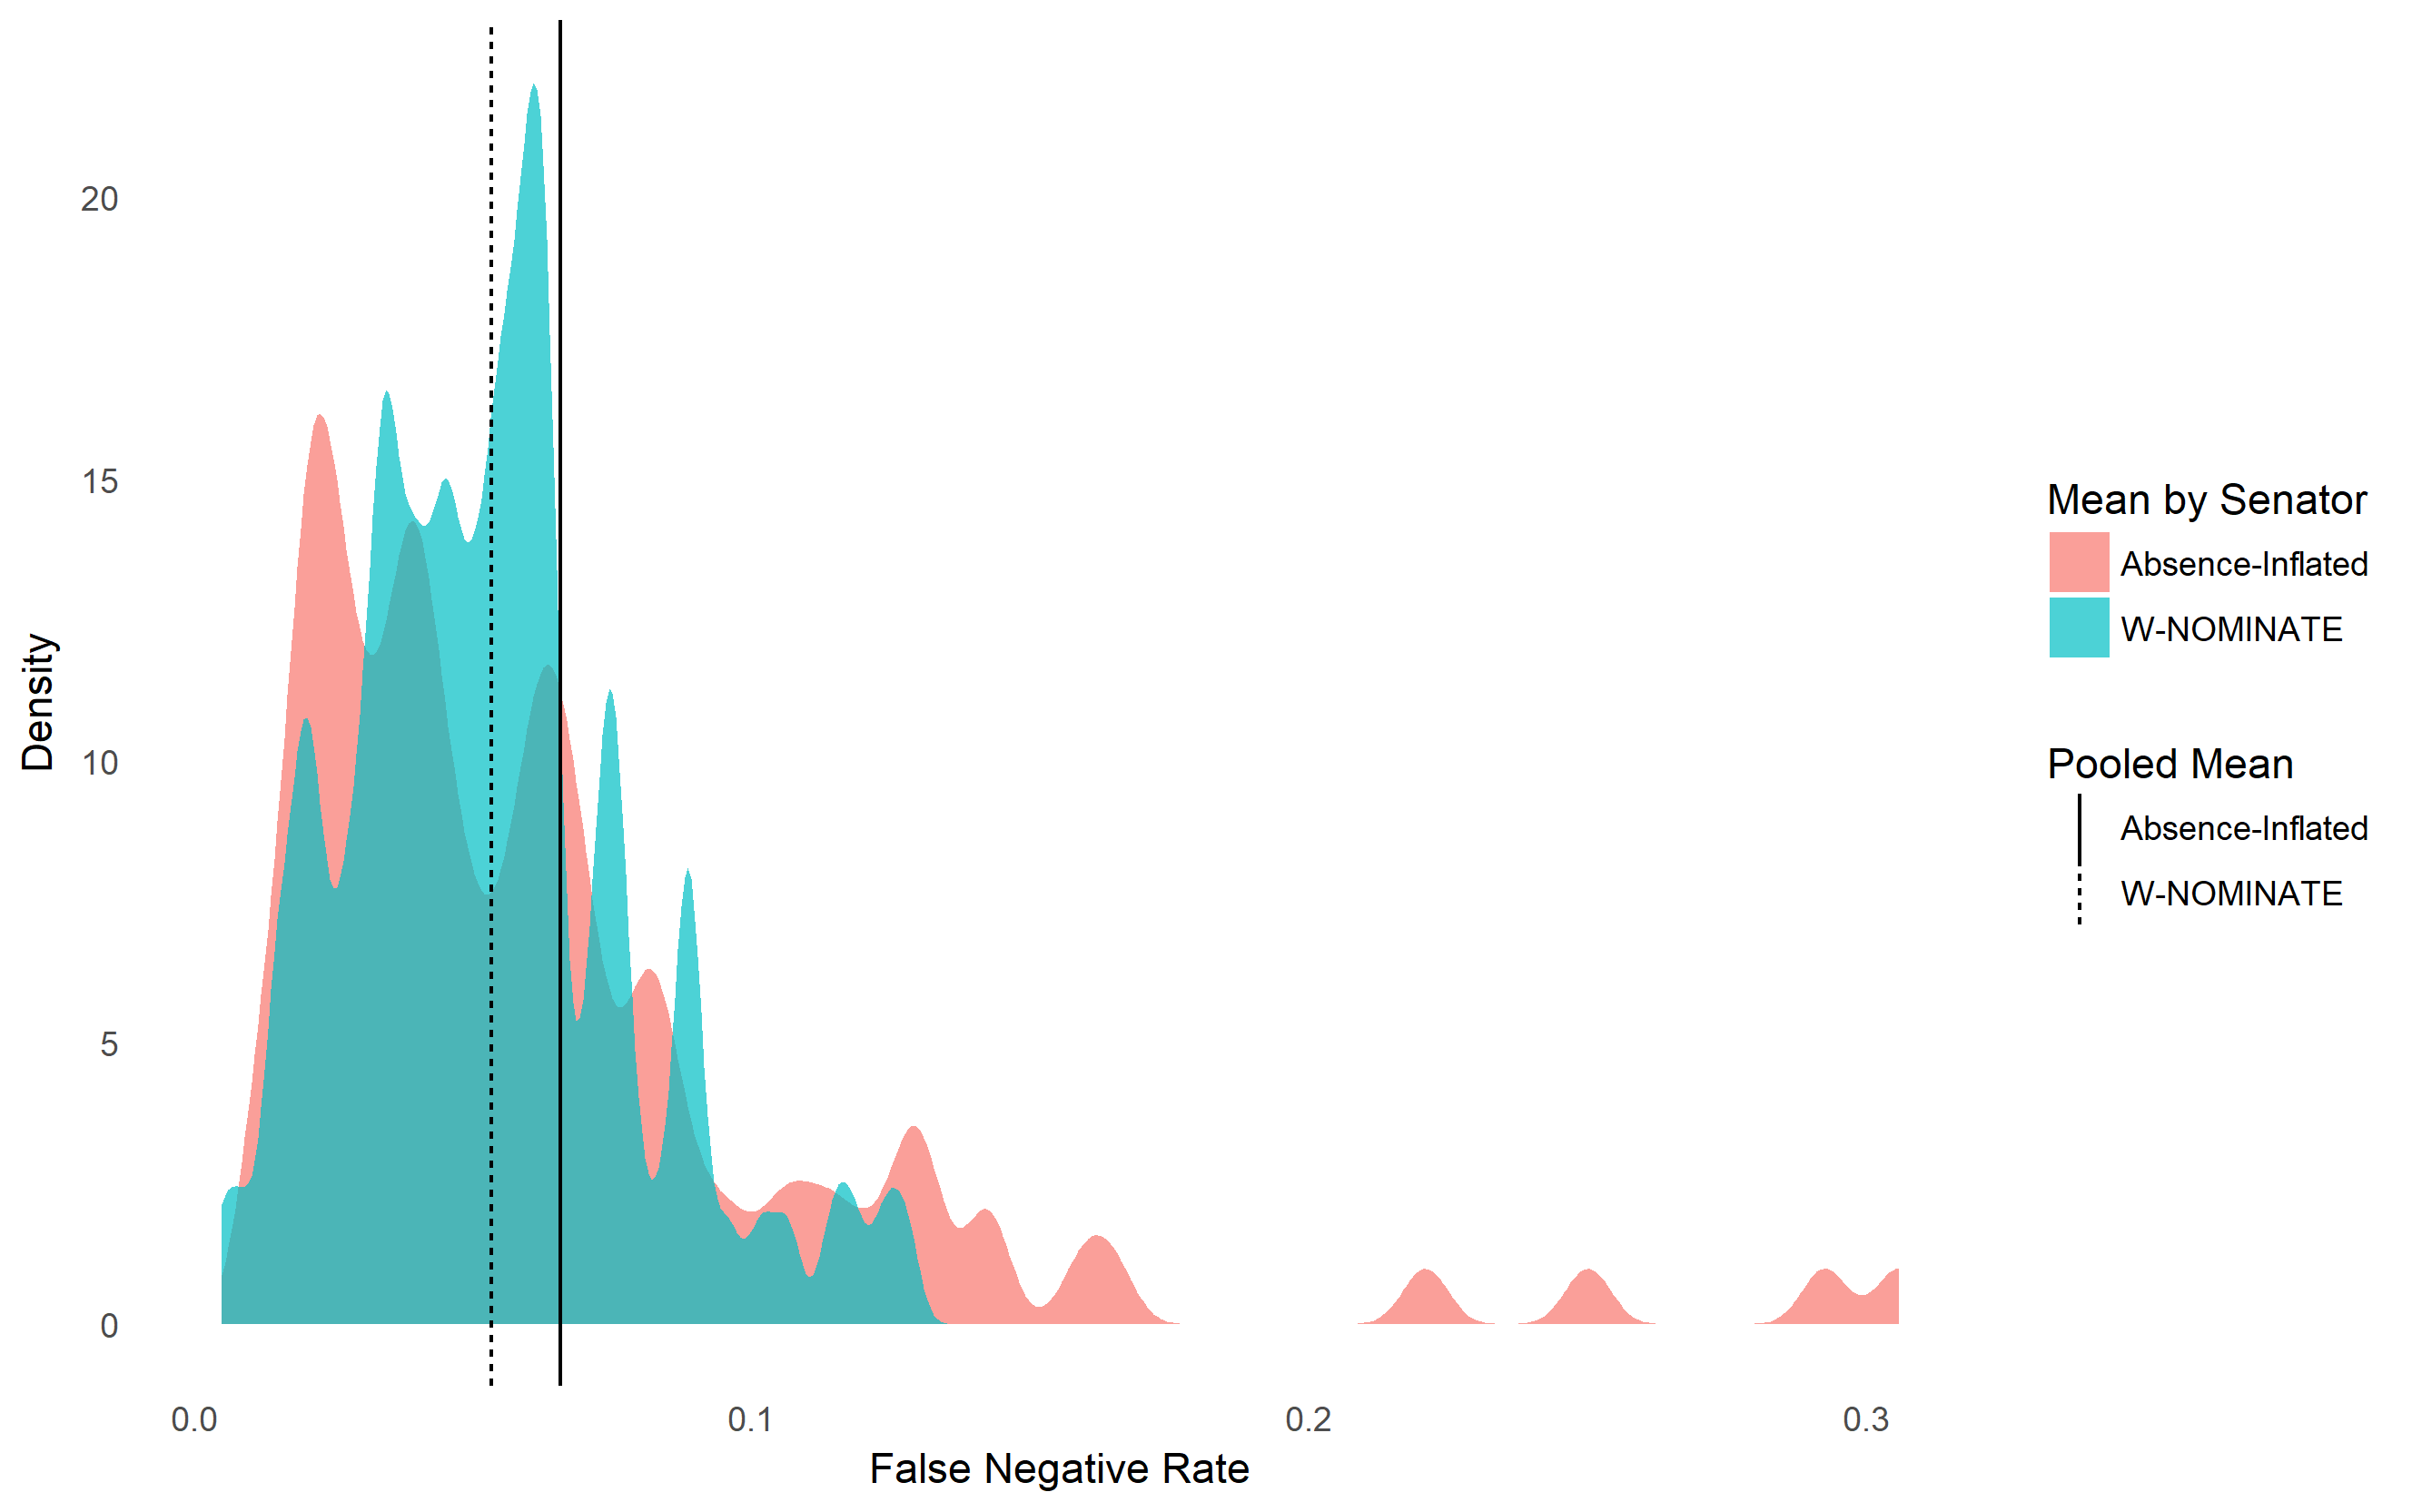 20
15
10
5
0
Density
0.0
0.1
0.2
0.3
False Negative Rate
Mean by Senator
Absence-Inflated
W-NOMINATE
Pooled Mean
Absence-Inflated
W-NOMINATE